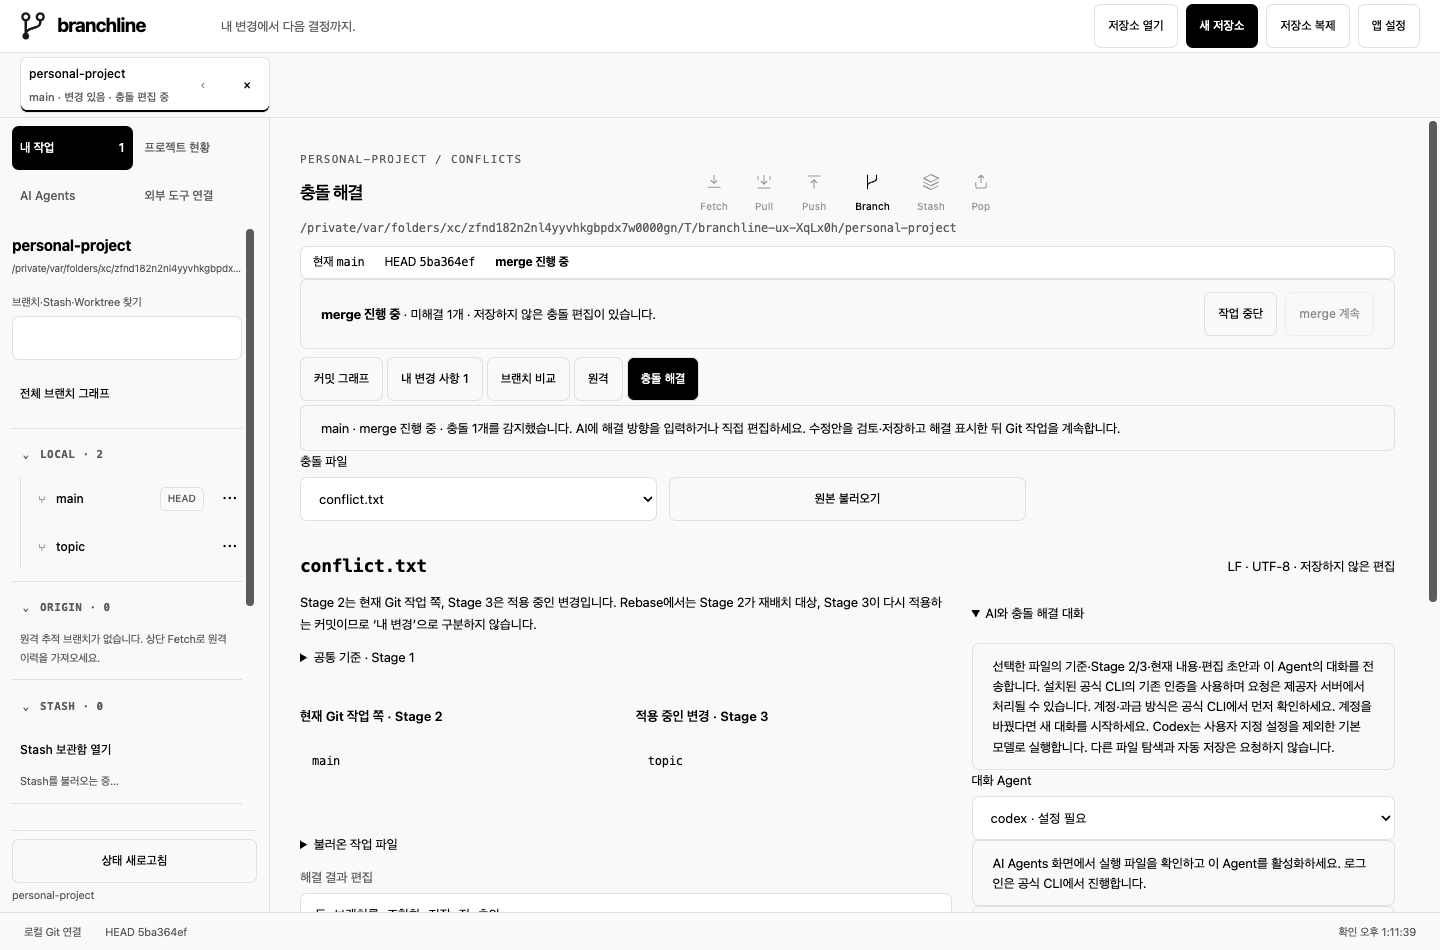 branchline
내 변경에서 다음 결정까지.
저장소 열기
새 저장소
저장소 복제
앱 설정
personal-project
main · 변경 있음 · 충돌 편집 중
‹
×
내 작업 1
프로젝트 현황
AI Agents
외부 도구 연결
personal-project
/private/var/folders/xc/zfnd182n2nl4yyvhkgbpdx...
브랜치·Stash·Worktree 찾기
전체 브랜치 그래프
LOCAL · 2
main HEAD ...
topic ...
ORIGIN · 0
원격 추적 브랜치가 없습니다. 상단 Fetch로 원격
이력을 가져오세요.
STASH · 0
Stash 보관함 열기
Stash를 불러오는 중...
상태 새로고침
personal-project
PERSONAL-PROJECT / CONFLICTS
충돌 해결
Fetch
Pull
Push
Branch
Stash
Pop
/private/var/folders/xc/zfnd182n2nl4yyvhkgbpdx7w0000gn/T/branchline-ux-XqLx0h/personal-project
현재 main HEAD 5ba364ef merge 진행 중
merge 진행 중 · 미해결 1개 · 저장하지 않은 충돌 편집이 있습니다.
작업 중단
merge 계속
커밋 그래프
내 변경 사항 1
브랜치 비교
원격
충돌 해결
main · merge 진행 중 · 충돌 1개를 감지했습니다. AI에 해결 방향을 입력하거나 직접 편집하세요. 수정안을 검토·저장하고 해결 표시한 뒤 Git 작업을 계속합니다.
충돌 파일
conflict.txt
원본 불러오기
conflict.txt
LF · UTF-8 · 저장하지 않은 편집
Stage 2는 현재 Git 작업 쪽, Stage 3은 적용 중인 변경입니다. Rebase에서는 Stage 2가 재배치 대상, Stage 3이 다시 적용하
는 커밋이므로 ‘내 변경’으로 구분하지 않습니다.
▶ 공통 기준 · Stage 1
현재 Git 작업 쪽 · Stage 2
적용 중인 변경 · Stage 3
main
topic
▶ 불러온 작업 파일
해결 결과 편집
▼ AI와 충돌 해결 대화
선택한 파일의 기준·Stage 2/3·현재 내용·편집 초안과 이 Agent의 대화를 전
송합니다. 설치된 공식 CLI의 기존 인증을 사용하며 요청은 제공자 서버에서
처리될 수 있습니다. 계정·과금 방식은 공식 CLI에서 먼저 확인하세요. 계정을
바꿨다면 새 대화를 시작하세요. Codex는 사용자 지정 설정을 제외한 기본
모델로 실행합니다. 다른 파일 탐색과 자동 저장은 요청하지 않습니다.
대화 Agent
codex · 설정 필요
AI Agents 화면에서 실행 파일을 확인하고 이 Agent를 활성화하세요. 로그
인은 공식 CLI에서 진행합니다.
로컬 Git 연결
HEAD 5ba364ef
확인 오후 1:11:39